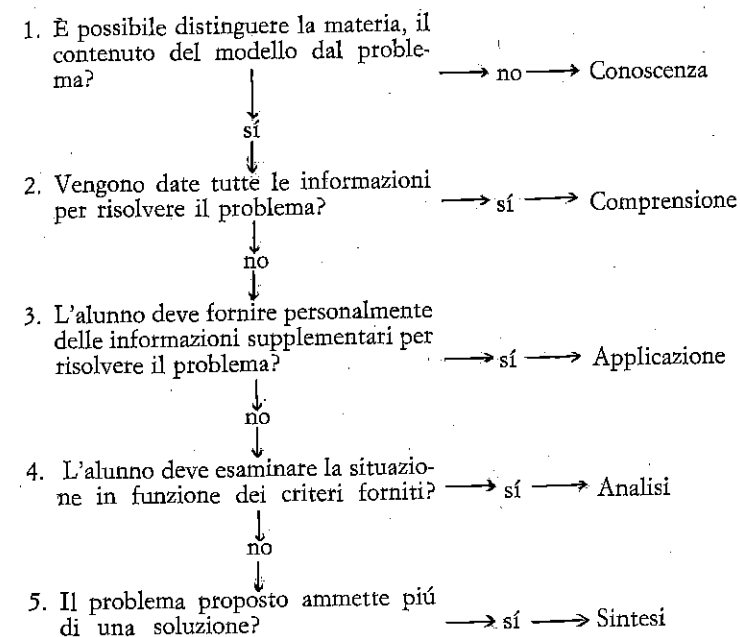 1. È possibile distinguere la materia, il
contenuto del modello dal proble-
ma?
no Conoscenza
sí
2. Vengono date tutte le informazioni
per risolvere il problema?
sí Comprensione
no
3. L'alunno deve fornire personalmente
delle informazioni supplementari per
risolvere il problema?
sí Applicazione
no
4. L'alunno deve esaminare la situazio-
ne in funzione dei criteri forniti?
sí Analisi
no
5. Il problema proposto ammette piú
di una soluzione?
sí Sintesi